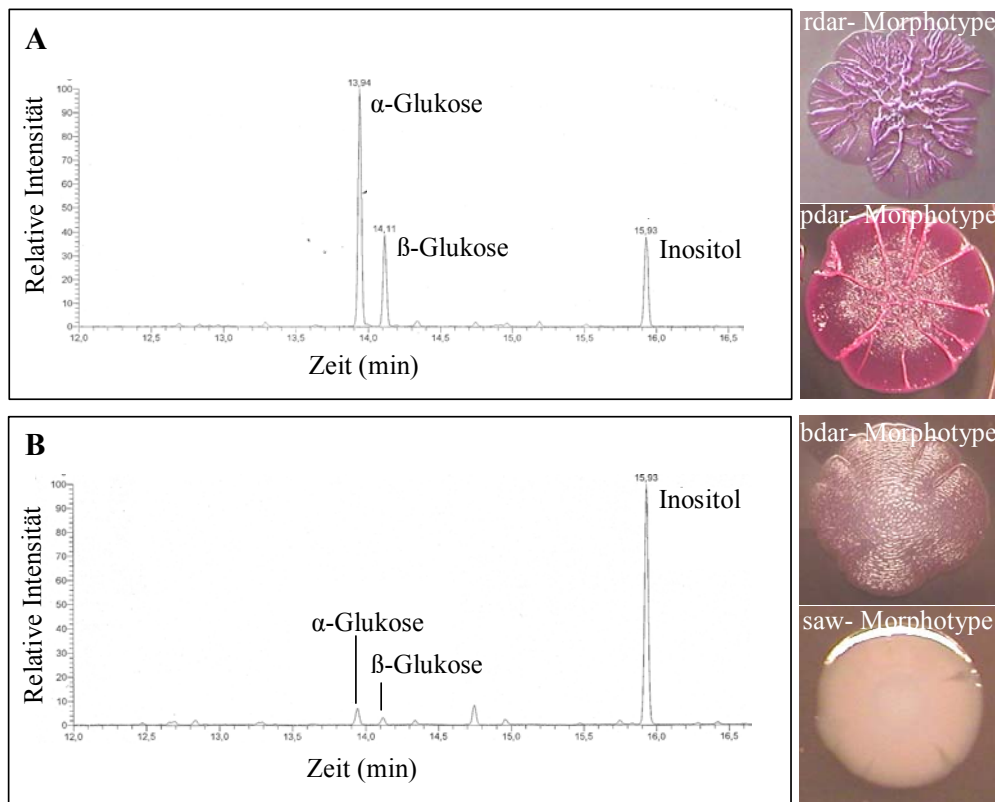 A
Relative Intensität
100
90
80
70
60
50
40
30
20
10
0
13,94
α-Glukose
14,11
ß-Glukose
15,93
Inositol
12,0 12,5 13,0 13,5 14,0 14,5 15,0 15,5 16,0 16,5
Zeit (min)
rdar- Morphotype
pdar- Morphotype
B
Relative Intensität
100
90
80
70
60
50
40
30
20
10
0
α-Glukose
ß-Glukose
15,93
Inositol
12,0 12,5 13,0 13,5 14,0 14,5 15,0 15,5 16,0 16,5
Zeit (min)
bdar- Morphotype
saw- Morphotype